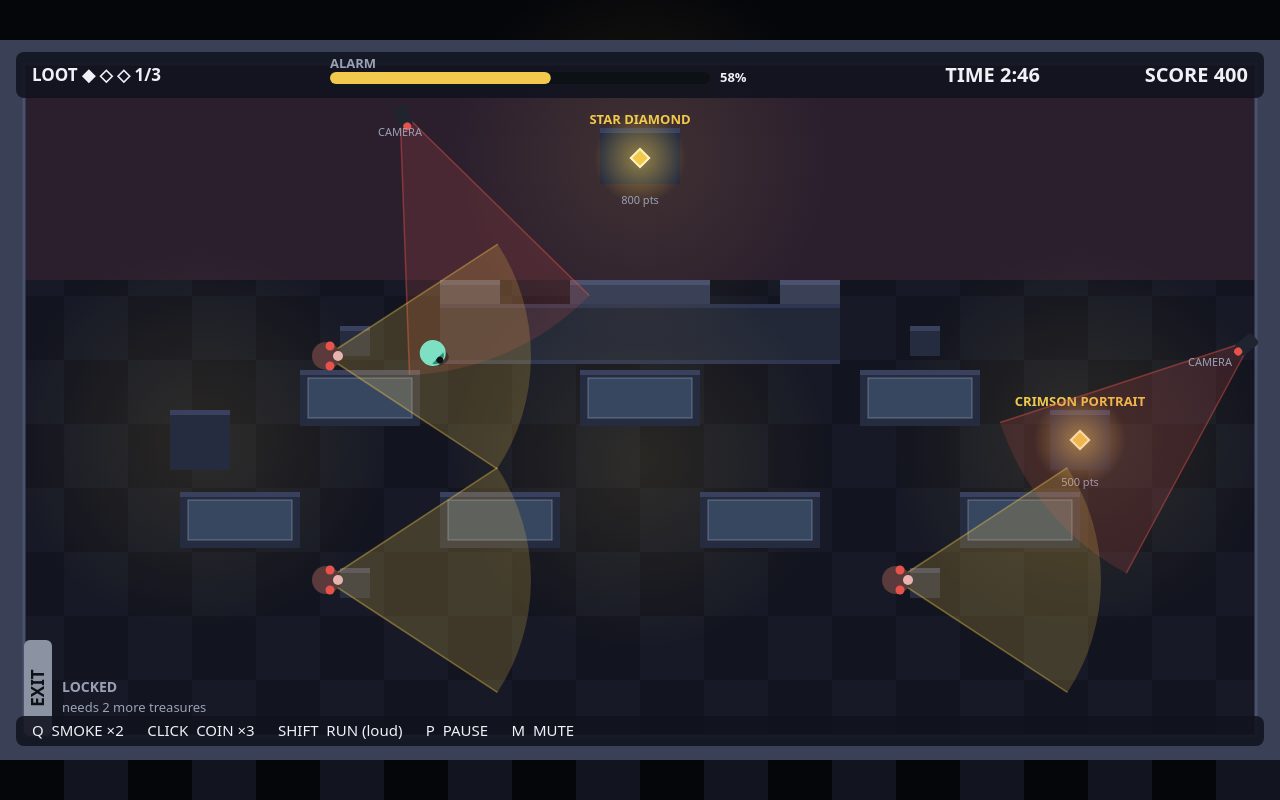 LOOT ◆ ◇ ◇ 1/3
ALARM
58%
TIME 2:46
SCORE 400
CAMERA
STAR DIAMOND
800 pts
CAMERA
CRIMSON PORTRAIT
500 pts
EXIT
LOCKED
needs 2 more treasures
Q SMOKE ×2 CLICK COIN ×3 SHIFT RUN (loud) P PAUSE M MUTE